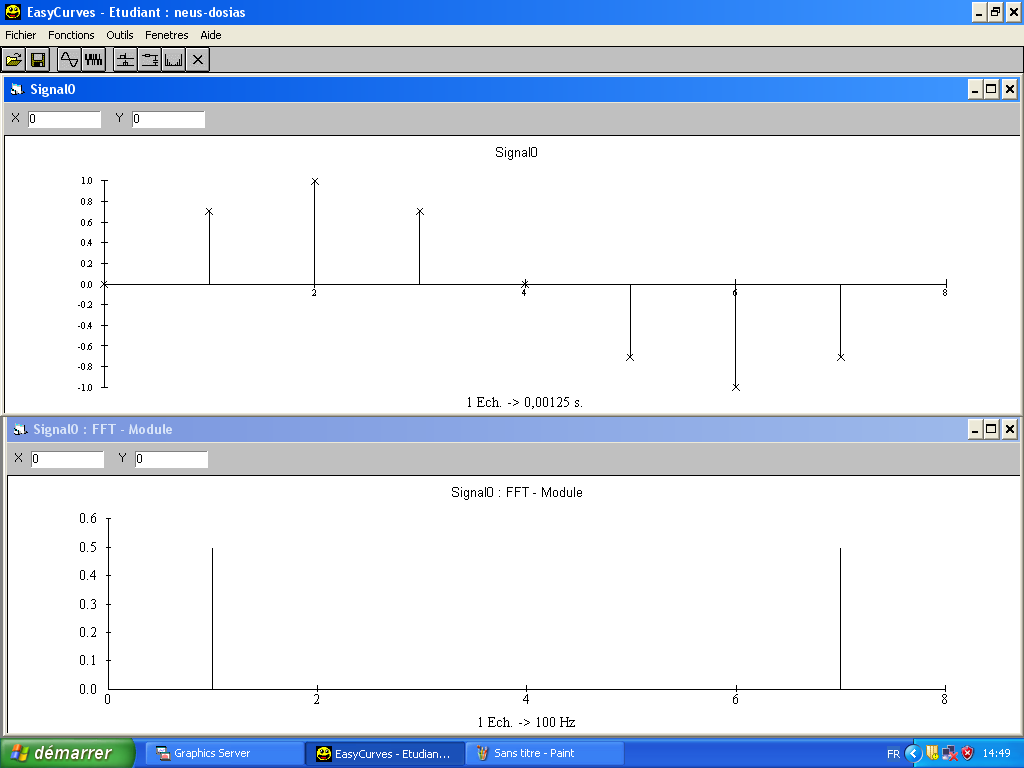 EasyCurves - Etudiant : neus-dosias
Fichier Fonctions Outils Fenetres Aide
Signal0
X 0 Y 0
Signal0
1.0
0.8
0.6
0.4
0.2
0.0
-0.2
-0.4
-0.6
-0.8
-1.0
2 4 6 8
1 Ech. -> 0,00125 s.
Signal0 : FFT - Module
X 0 Y 0
Signal0 : FFT - Module
0.6
0.5
0.4
0.3
0.2
0.1
0.0
0 2 4 6 8
1 Ech. -> 100 Hz
démarrer Graphics Server EasyCurves - Etudian... Sans titre - Paint FR 14:49